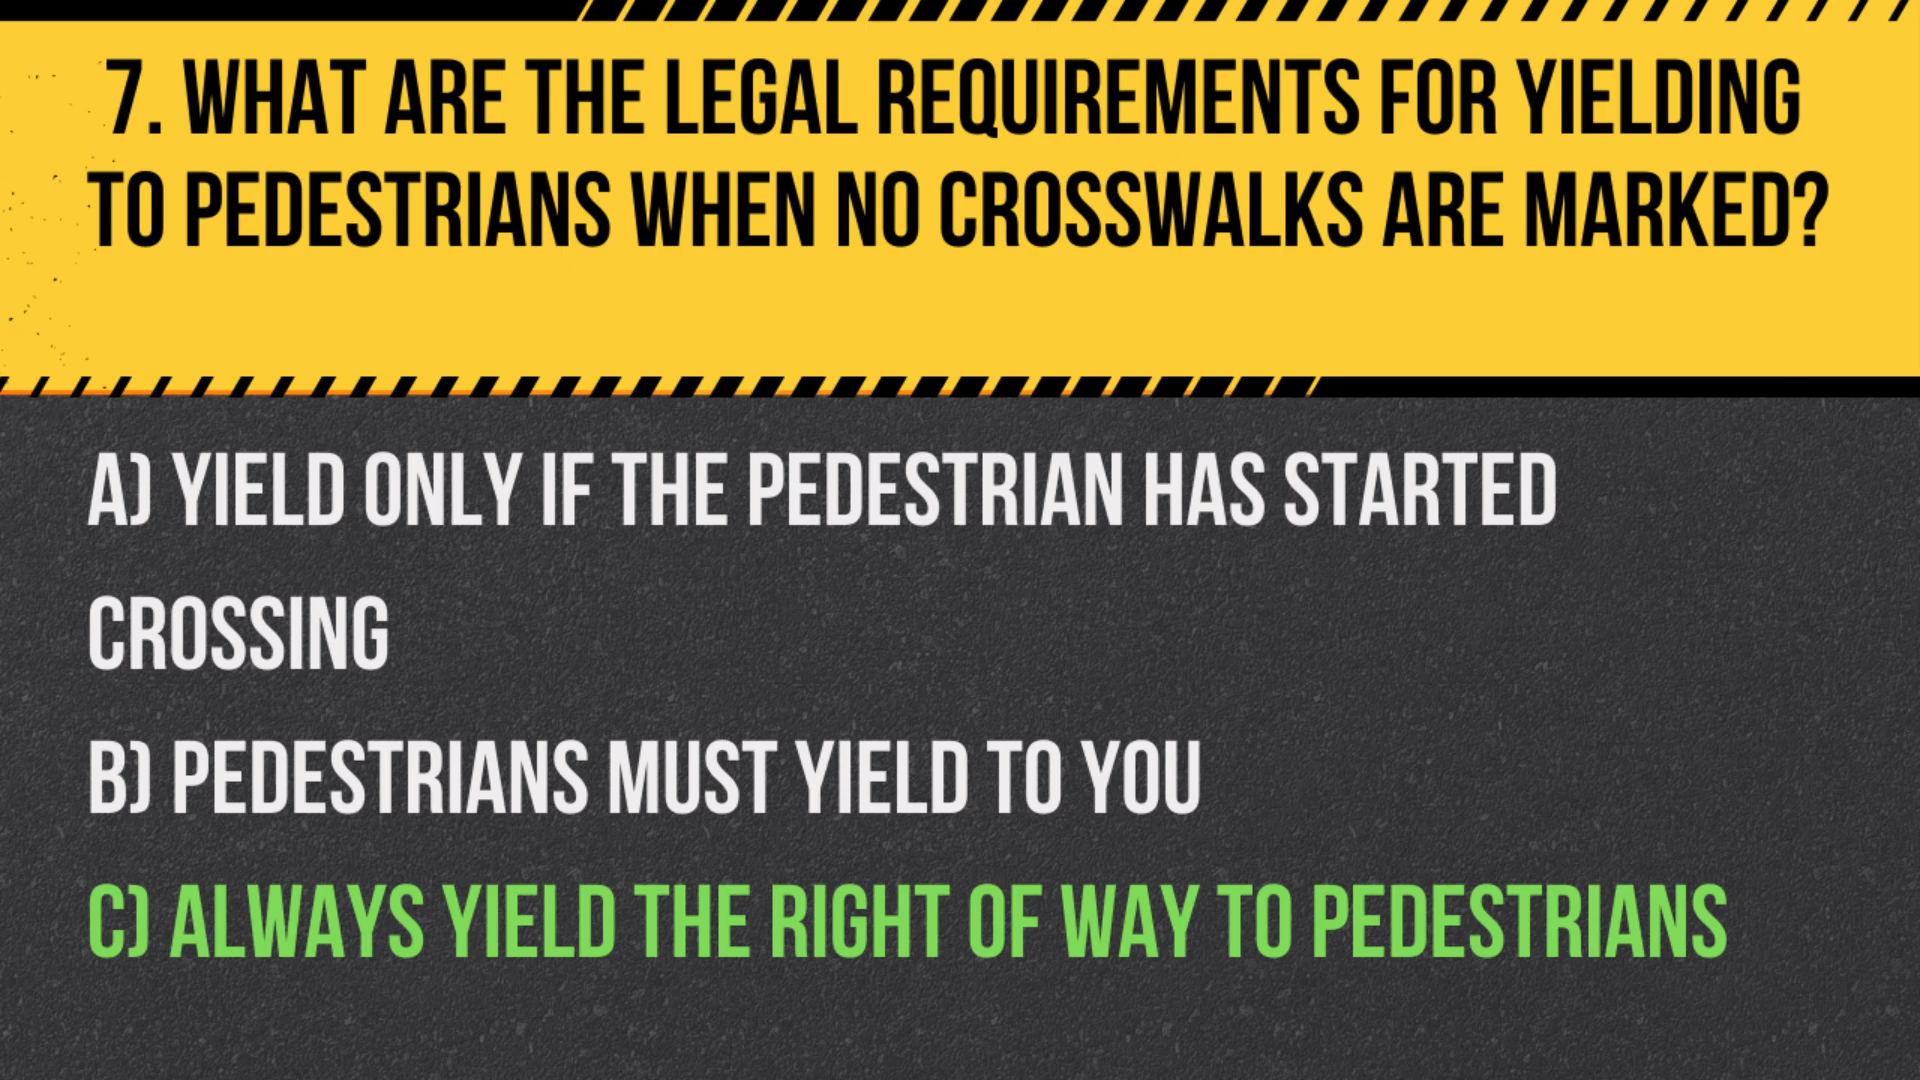 7. WHAT ARE THE LEGAL REQUIREMENTS FOR YIELDING
TO PEDESTRIANS WHEN NO CROSSWALKS ARE MARKED?
A) YIELD ONLY IF THE PEDESTRIAN HAS STARTED
CROSSING
B) PEDESTRIANS MUST YIELD TO YOU
C) ALWAYS YIELD THE RIGHT OF WAY TO PEDESTRIANS